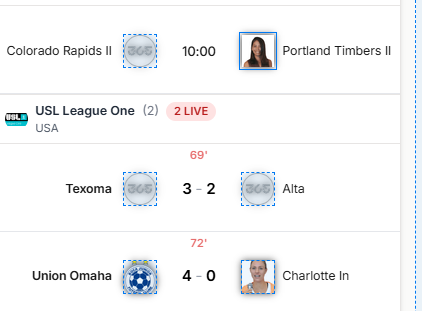 Colorado Rapids II 365 10:00 Portland Timbers II
USL USL League One (2) 2 LIVE
USA
69'
Texoma 365 3 - 2 365 Alta
72'
Union Omaha 4 - 0 Charlotte In